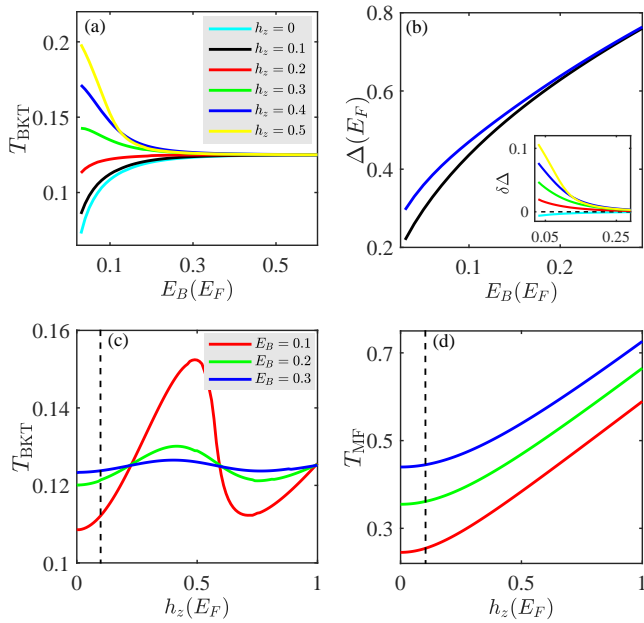 (a)
h_z = 0
h_z = 0.1
h_z = 0.2
h_z = 0.3
h_z = 0.4
h_z = 0.5
0.2
0.15
0.1
T_BKT
0.1
0.3
0.5
E_B(E_F)
(b)
0.8
0.6
0.4
0.2
Δ(E_F)
0.1
0
δΔ
0.05
0.25
0.1
0.2
E_B(E_F)
(c)
E_B = 0.1
E_B = 0.2
E_B = 0.3
0.16
0.14
0.12
0.1
T_BKT
0
0.5
1
h_z(E_F)
(d)
0.7
0.5
0.3
T_MF
0
0.5
1
h_z(E_F)